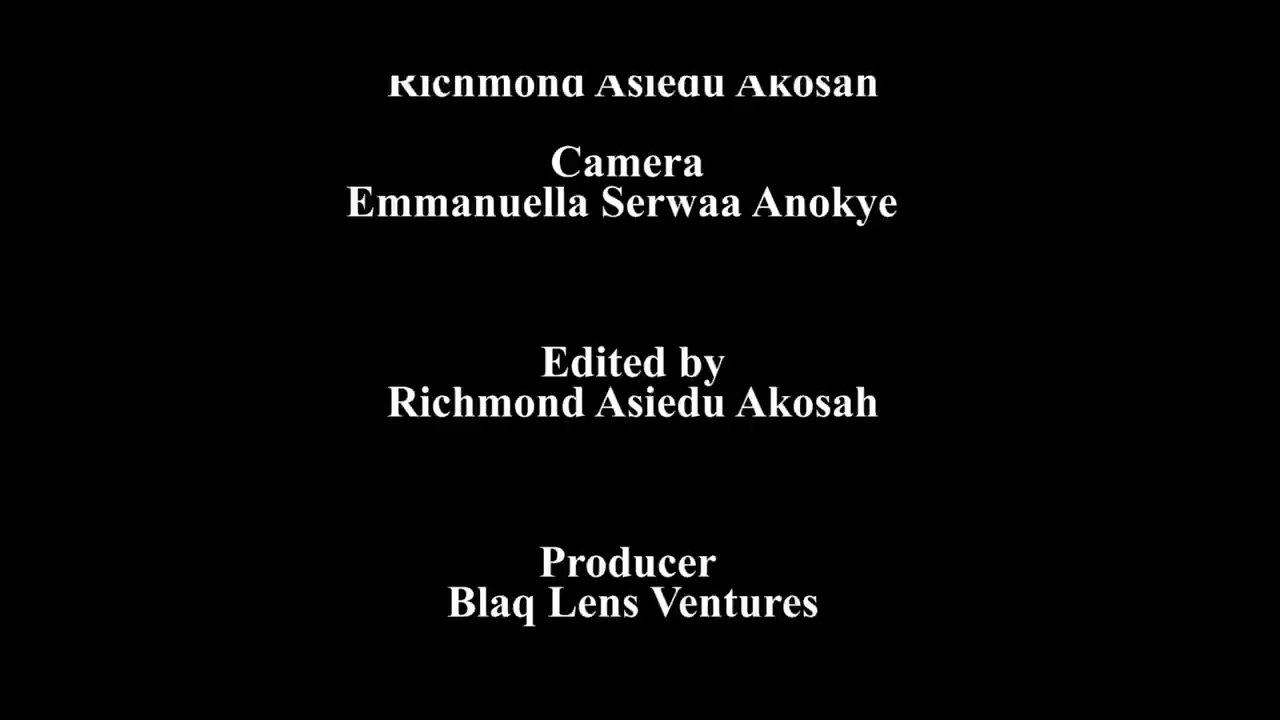 Richmond Asiedu Akosah
Camera
Emmanuella Serwaa Anokye
Edited by
Richmond Asiedu Akosah
Producer
Blaq Lens Ventures